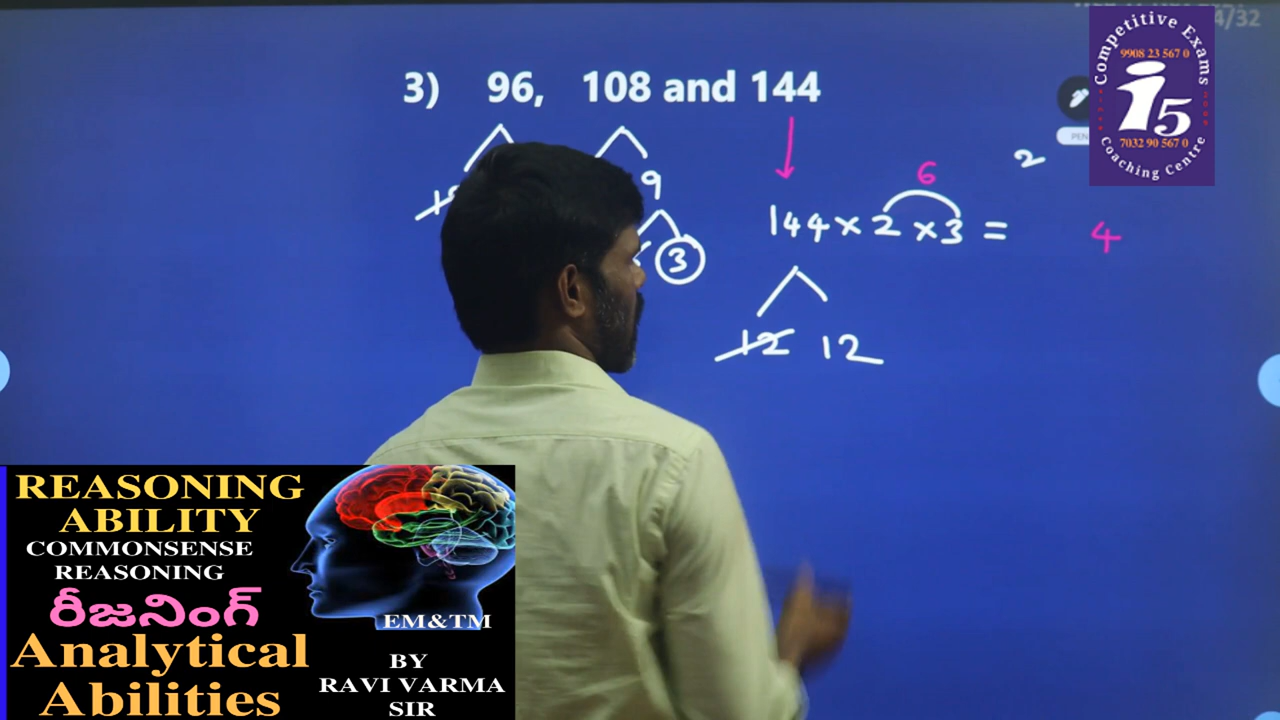 4/32
3) 96, 108 and 144
9
3
144 × 2 × 3 =
6
2
4
12 12
Competitive Exams
9908 23 567 0
i5
7032 90 567 0
Coaching Centre
REASONING
ABILITY
COMMONSENSE
REASONING
రీజనింగ్
Analytical
Abilities
EM&TM
BY
RAVI VARMA
SIR